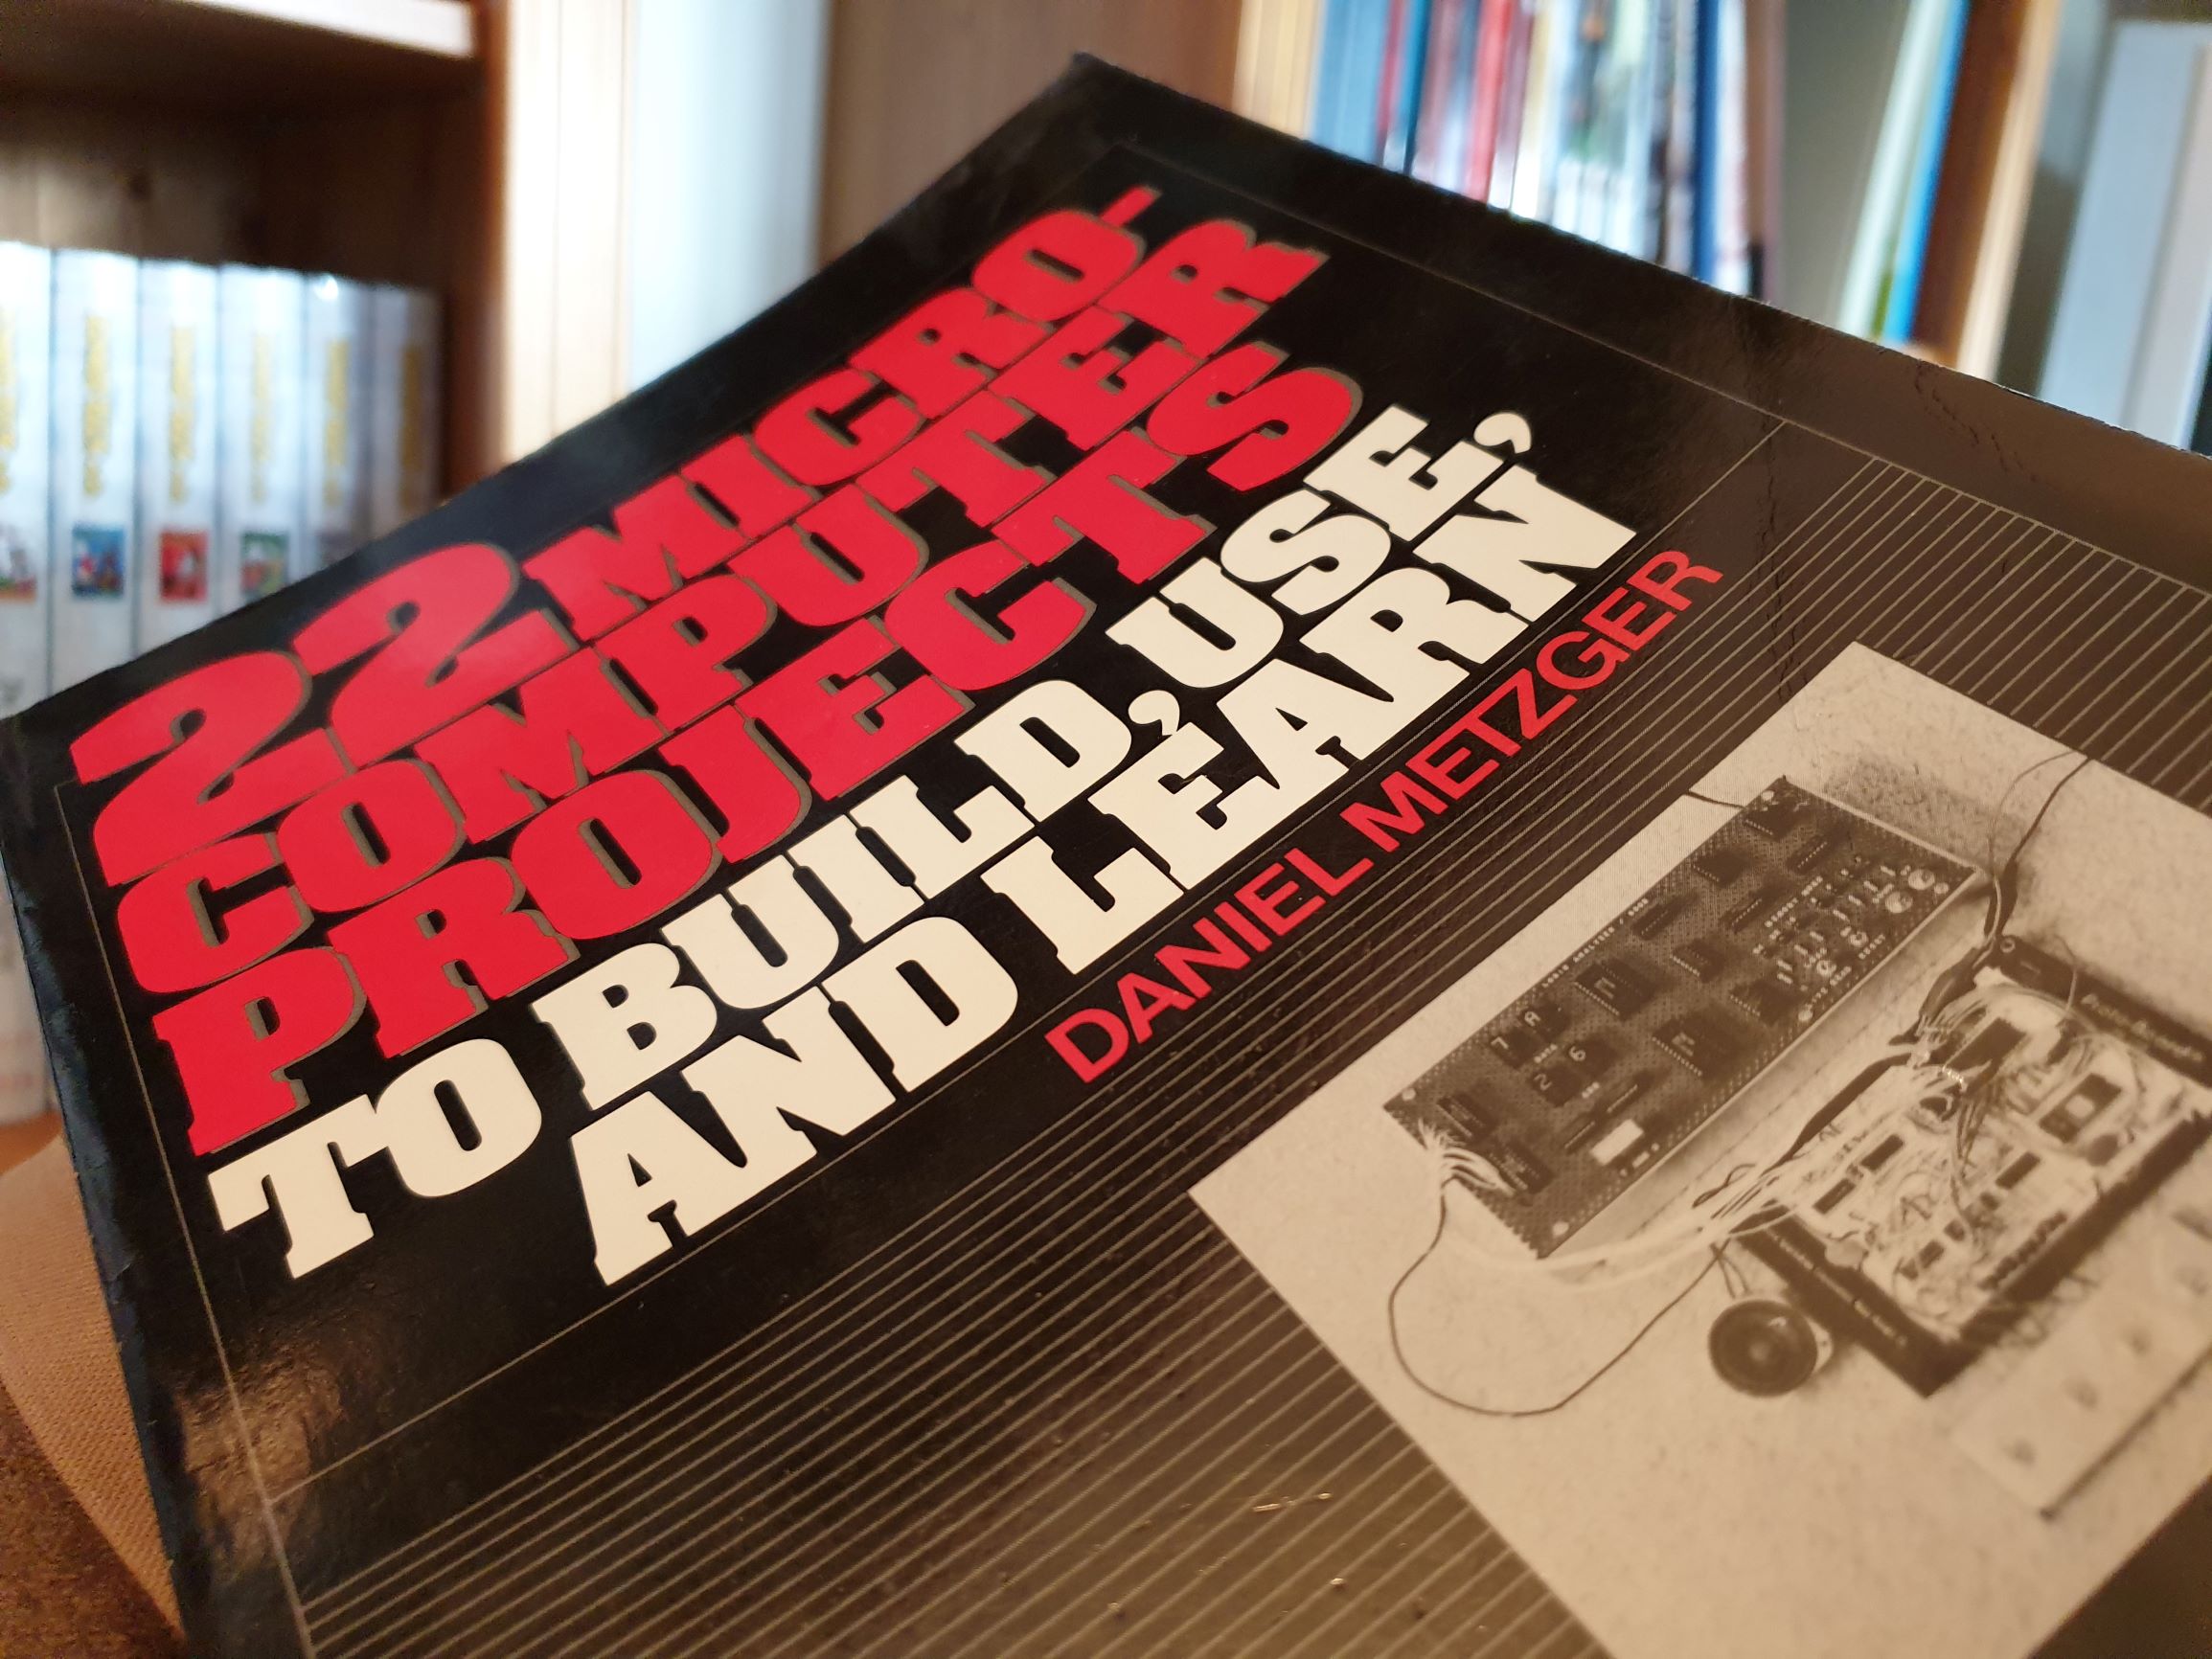 22 MICRO-
COMPUTER
PROJECTS
TO BUILD, USE,
AND LEARN
DANIEL METZGER